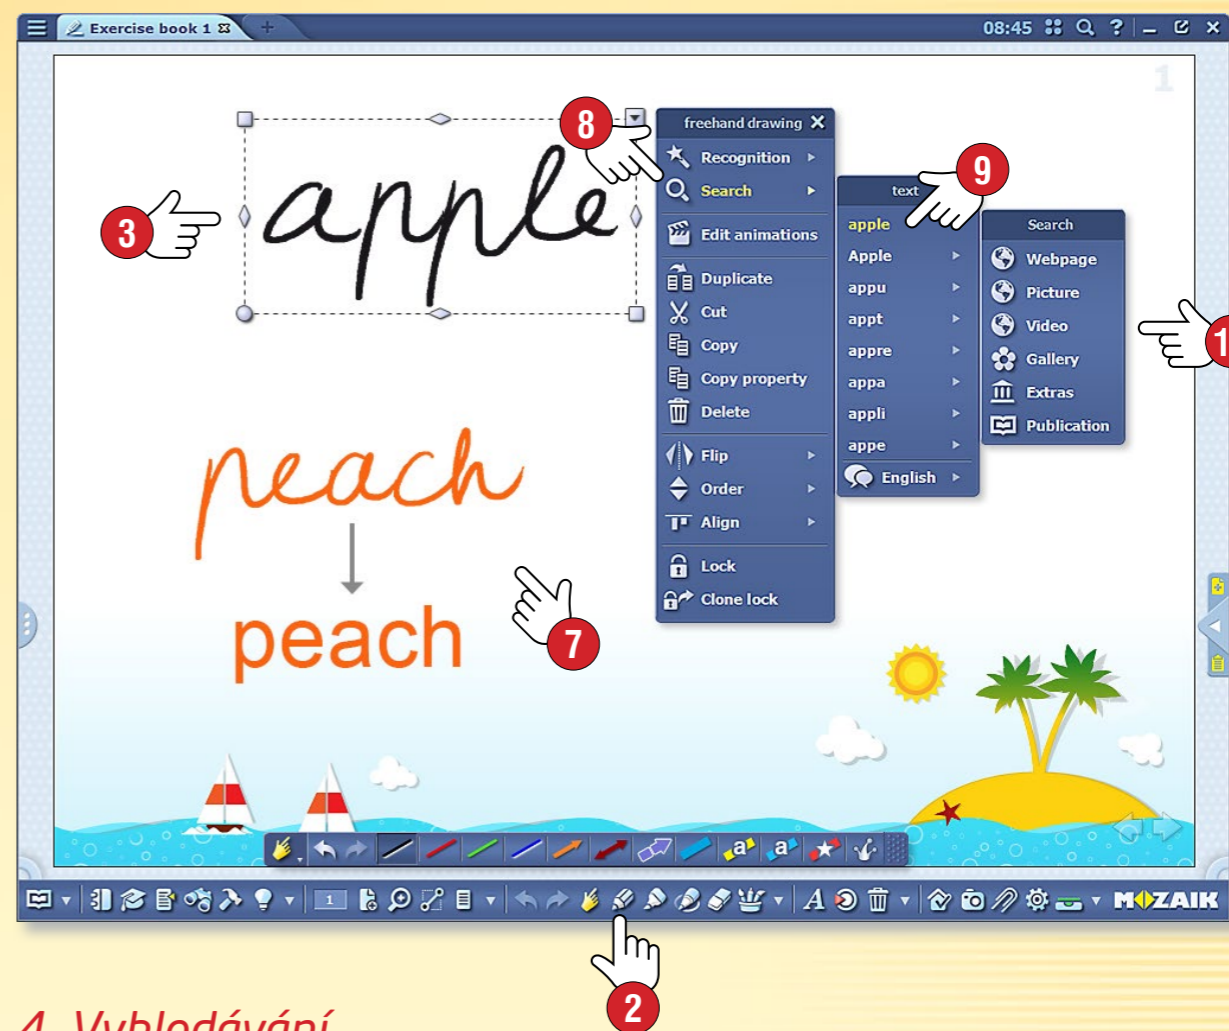 Exercise book 1
08:45
1
8
freehand drawing
Recognition
Search
Edit animations
Duplicate
Cut
Copy
Copy property
Delete
Flip
Order
Align
Lock
Clone lock
9
text
apple
Apple
appu
appt
appre
appa
appli
appe
English
Search
Webpage
Picture
Video
Gallery
Extras
Publication
3
apple
peach
peach
7
a a
1 A MOZAIK
2
4. Vyhledávání